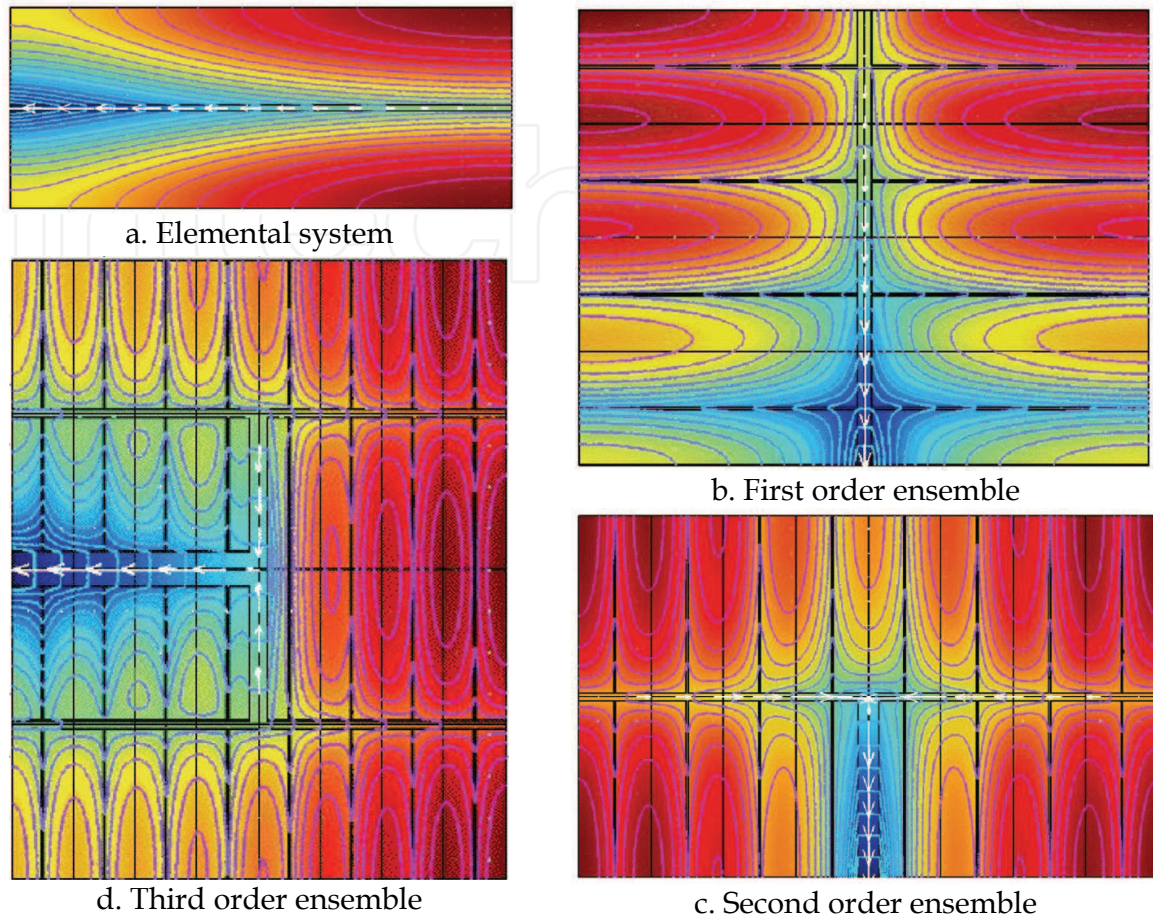 a. Elemental system
b. First order ensemble
d. Third order ensemble
c. Second order ensemble